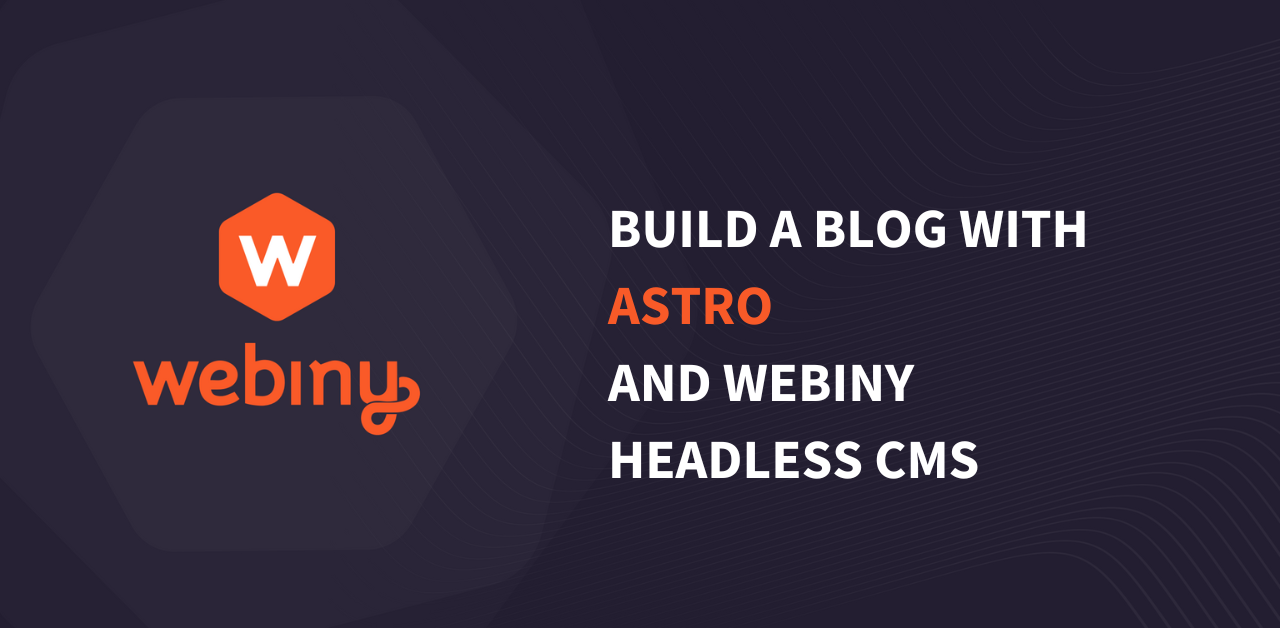 W
webiny
BUILD A BLOG WITH
ASTRO
AND WEBINY
HEADLESS CMS